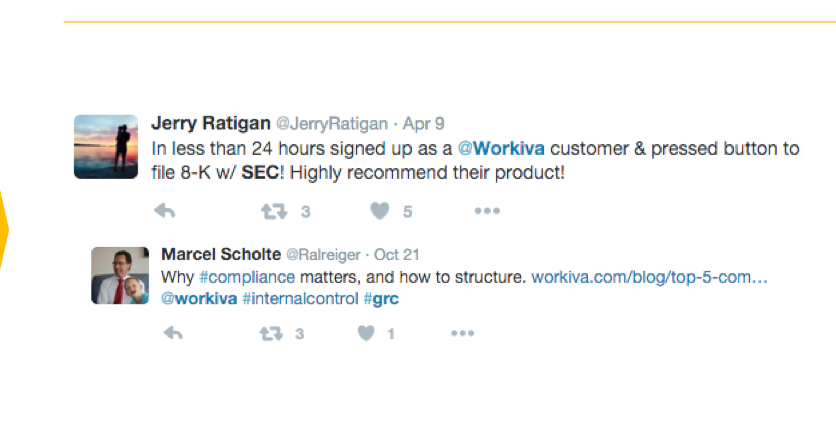 Jerry Ratigan @JerryRatigan · Apr 9
In less than 24 hours signed up as a @Workiva customer & pressed button to
file 8-K w/ SEC! Highly recommend their product!
3 5
Marcel Scholte @Ralreiger · Oct 21
Why #compliance matters, and how to structure. workiva.com/blog/top-5-com…
@workiva #internalcontrol #grc
3 1